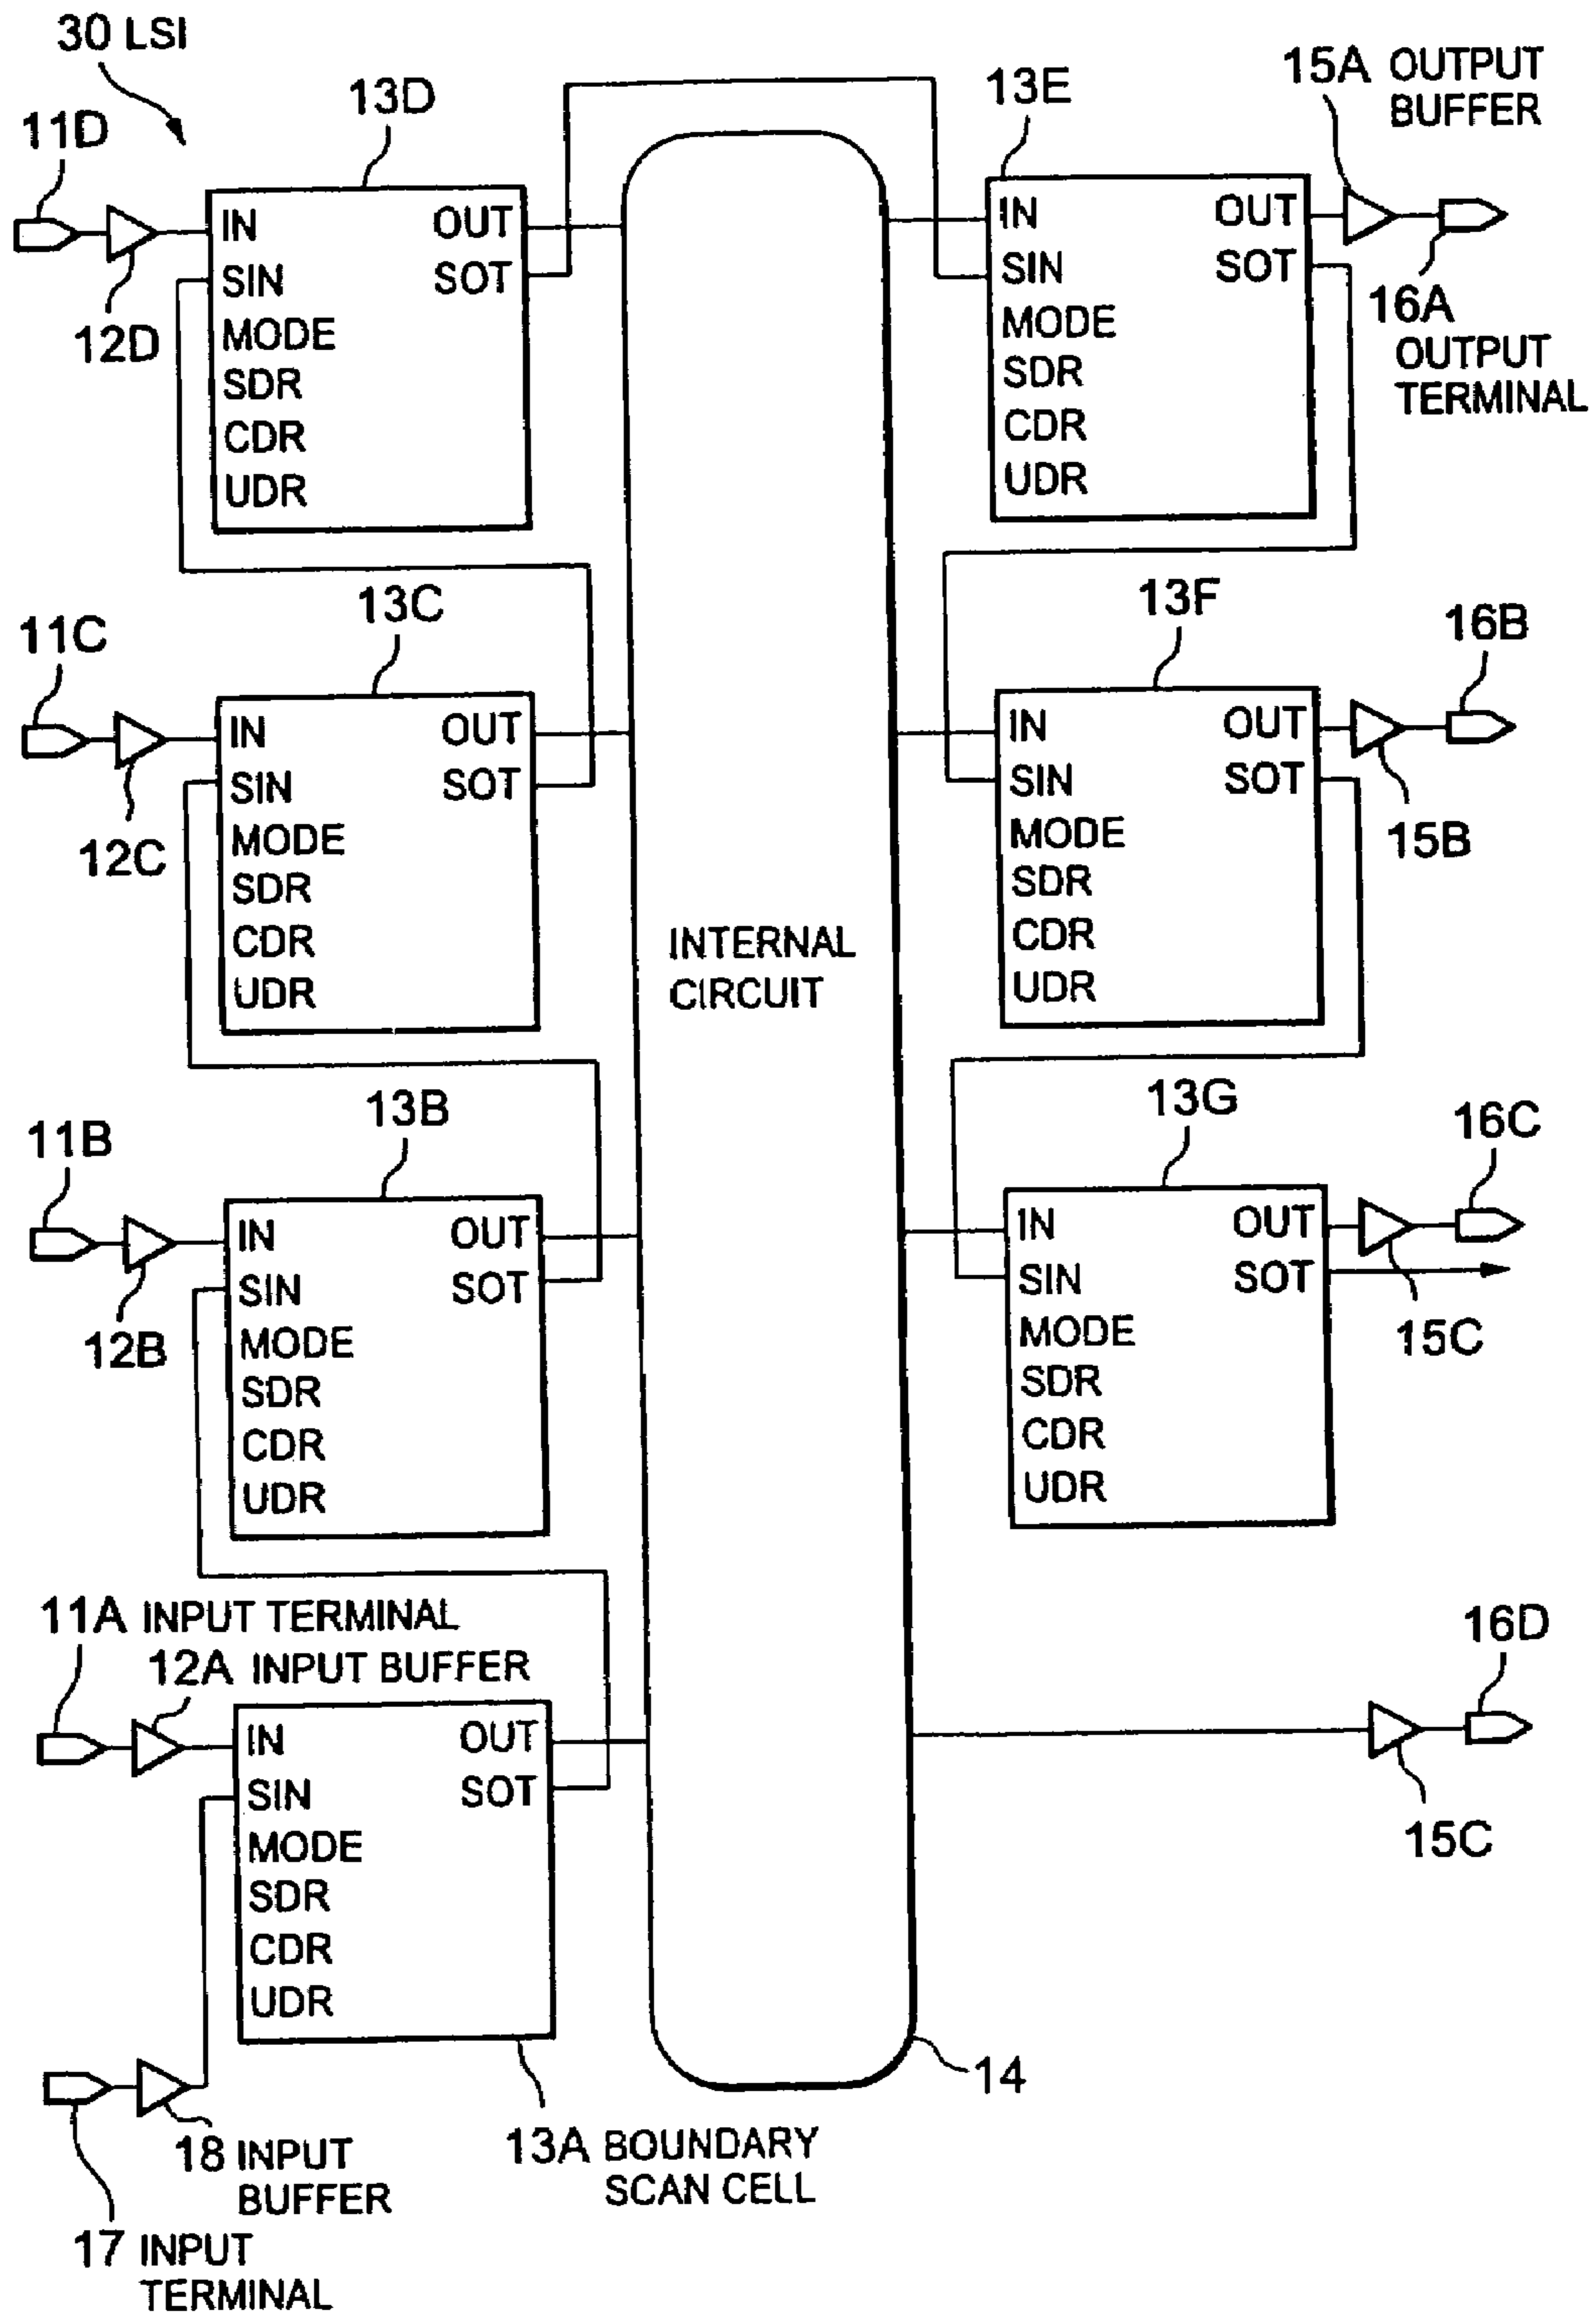 30 LSI
11D
12D
13D
IN
SIN
MODE
SDR
CDR
UDR
OUT
SOT
13E
IN
SIN
MODE
SDR
CDR
UDR
OUT
SOT
15A OUTPUT
BUFFER
16A
OUTPUT
TERMINAL
11C
12C
13C
IN
SIN
MODE
SDR
CDR
UDR
OUT
SOT
INTERNAL
CIRCUIT
13F
IN
SIN
MODE
SDR
CDR
UDR
OUT
SOT
16B
15B
11B
12B
13B
IN
SIN
MODE
SDR
CDR
UDR
OUT
SOT
13G
IN
SIN
MODE
SDR
CDR
UDR
OUT
SOT
16C
15C
11A INPUT TERMINAL
12A INPUT BUFFER
IN
SIN
MODE
SDR
CDR
UDR
OUT
SOT
16D
15C
14
13A BOUNDARY
SCAN CELL
18 INPUT
BUFFER
17 INPUT
TERMINAL